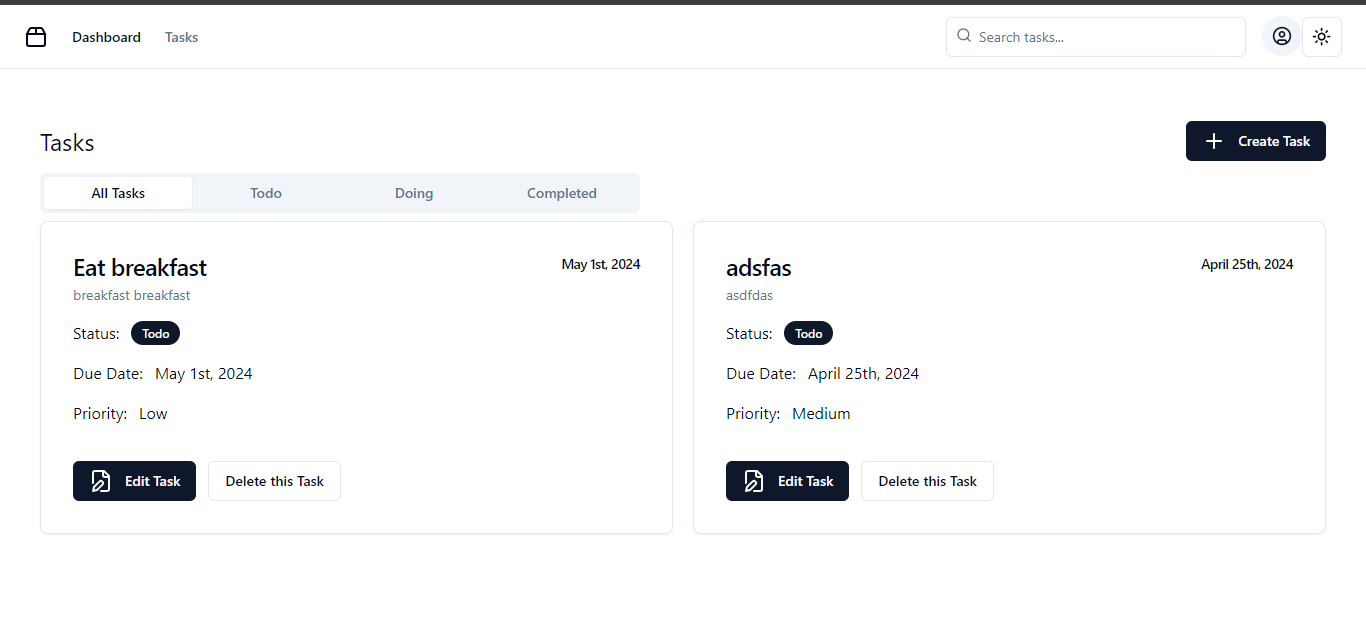 Dashboard Tasks Search tasks...
Tasks
Create Task
All Tasks Todo Doing Completed
Eat breakfast May 1st, 2024
breakfast breakfast
Status: Todo
Due Date: May 1st, 2024
Priority: Low
Edit Task Delete this Task
adsfas April 25th, 2024
asdfdas
Status: Todo
Due Date: April 25th, 2024
Priority: Medium
Edit Task Delete this Task